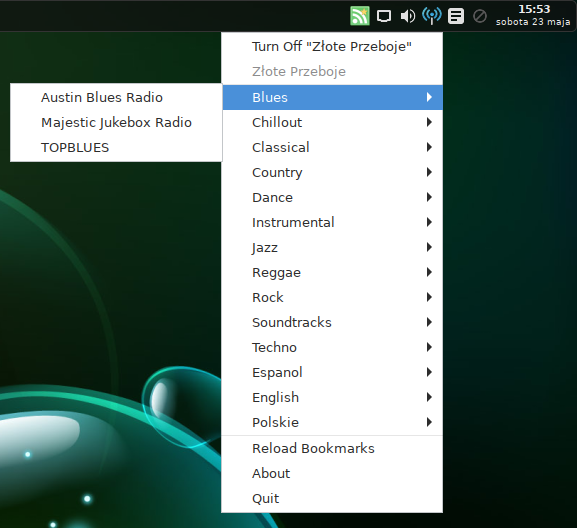 15:53
sobota 23 maja
Turn Off "Złote Przeboje"
Złote Przeboje
Blues
Austin Blues Radio
Majestic Jukebox Radio
TOPBLUES
Chillout
Classical
Country
Dance
Instrumental
Jazz
Reggae
Rock
Soundtracks
Techno
Espanol
English
Polskie
Reload Bookmarks
About
Quit